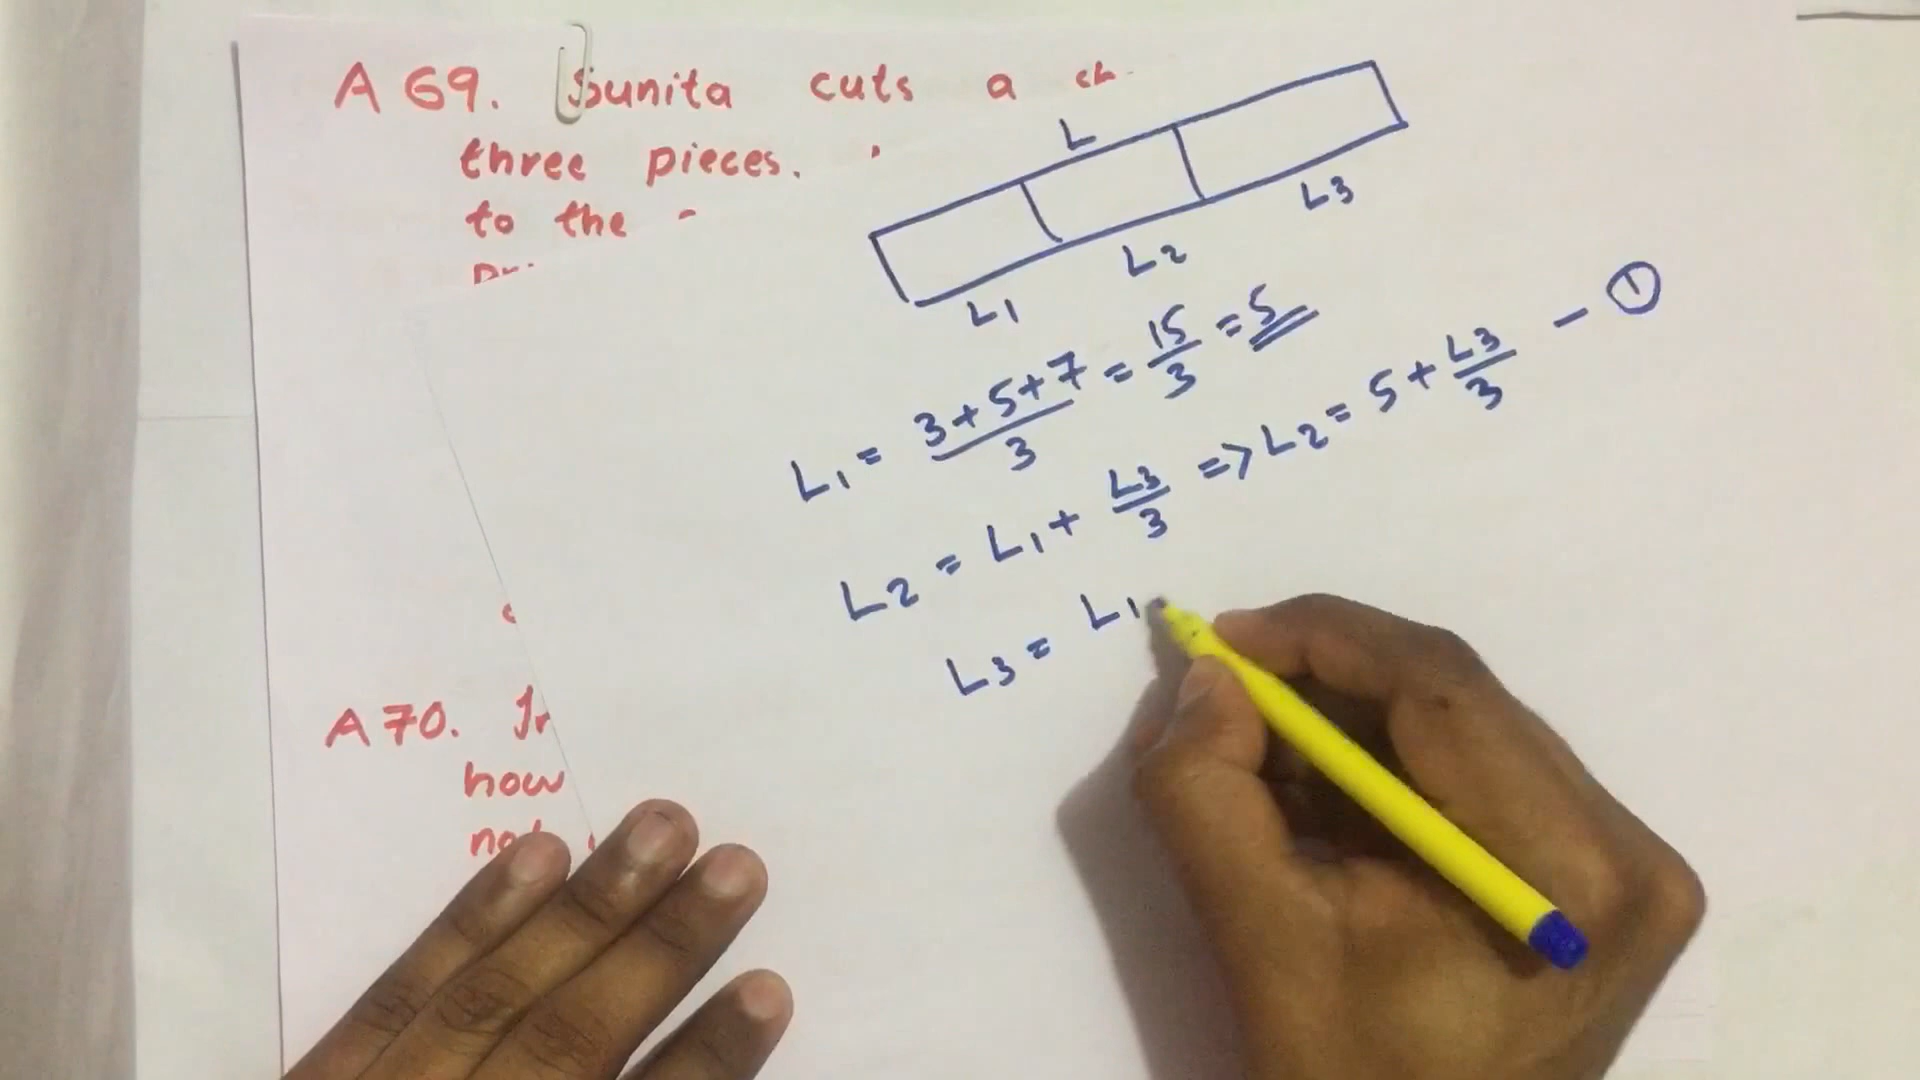 A 69. Sunita cuts a
three pieces.
to the
L
L1
L2
L3
L1 = 3+5+7/3 = 15/3 = 5
L2 = L1 + L3/3 => L2 = 5 + L3/3 - 1
L3 = L1
A 70.
how